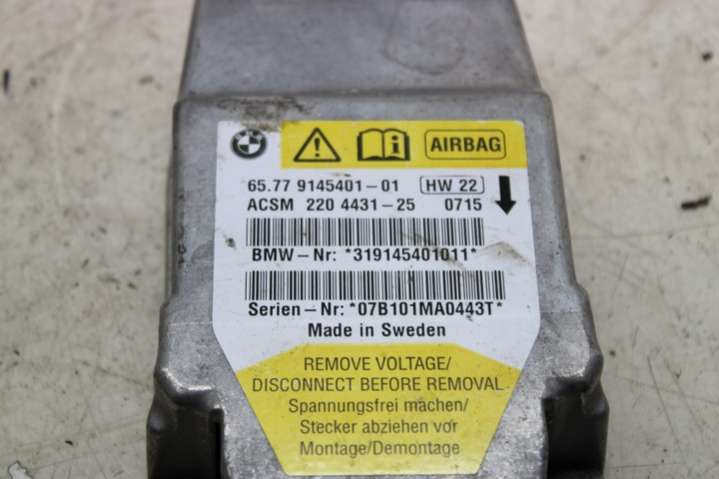 AIRBAG
65.77 9145401-01 HW 22
ACSM 220 4431-25 0715
BMW-Nr: *319145401011*
Serien-Nr: *07B101MA0443T*
Made in Sweden
REMOVE VOLTAGE/
DISCONNECT BEFORE REMOVAL
Spannungsfrei machen/
Stecker abziehen vor
Montage/Demontage